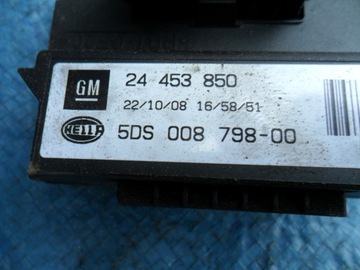 GM 24 453 850
22/10/08 16/58/51
HELLA 5DS 008 798-00